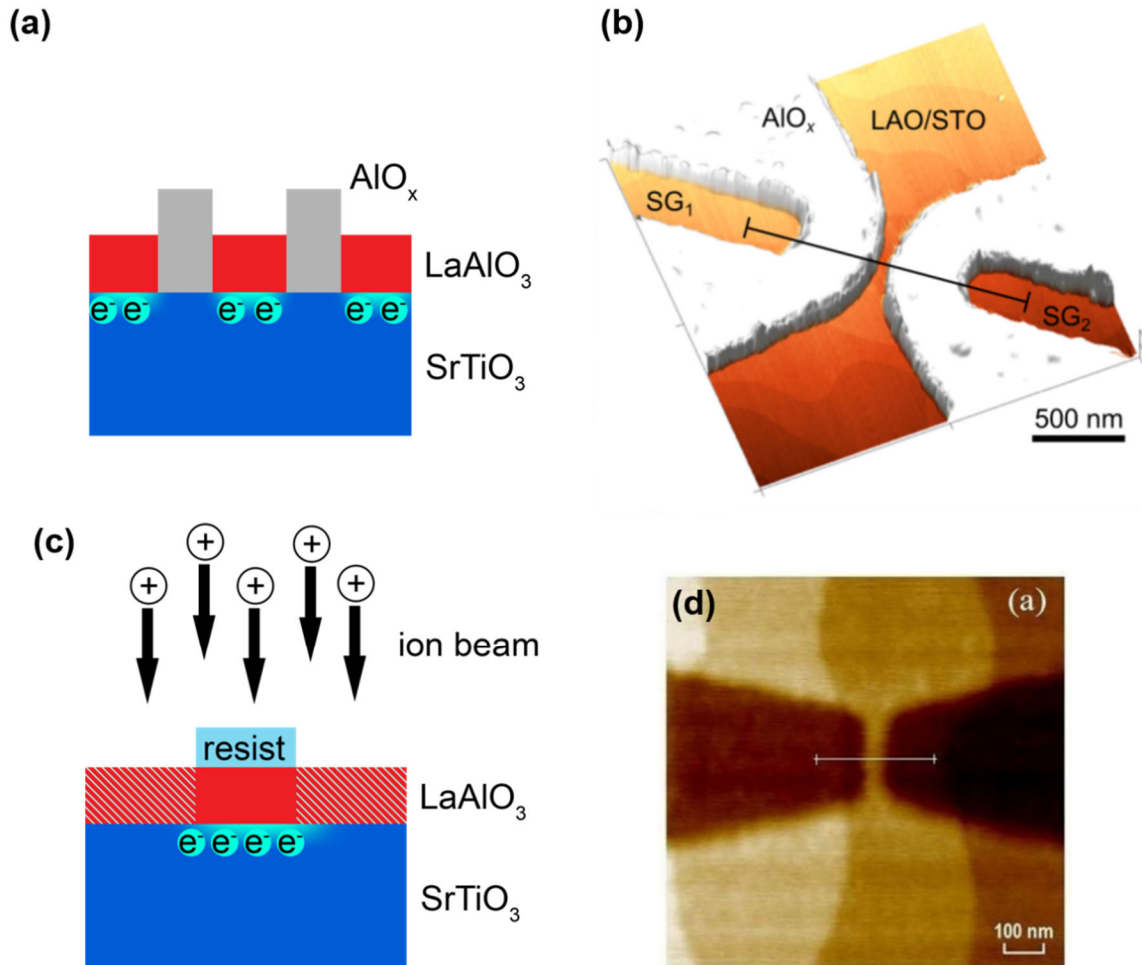 (a)
AlOₓ
LaAlO₃
e⁻ e⁻ e⁻ e⁻ e⁻ e⁻
SrTiO₃
(b)
AlOₓ
LAO/STO
SG₁
SG₂
500 nm
(c)
+ + + + +
ion beam
resist
LaAlO₃
e⁻ e⁻ e⁻ e⁻
SrTiO₃
(d)
(a)
100 nm